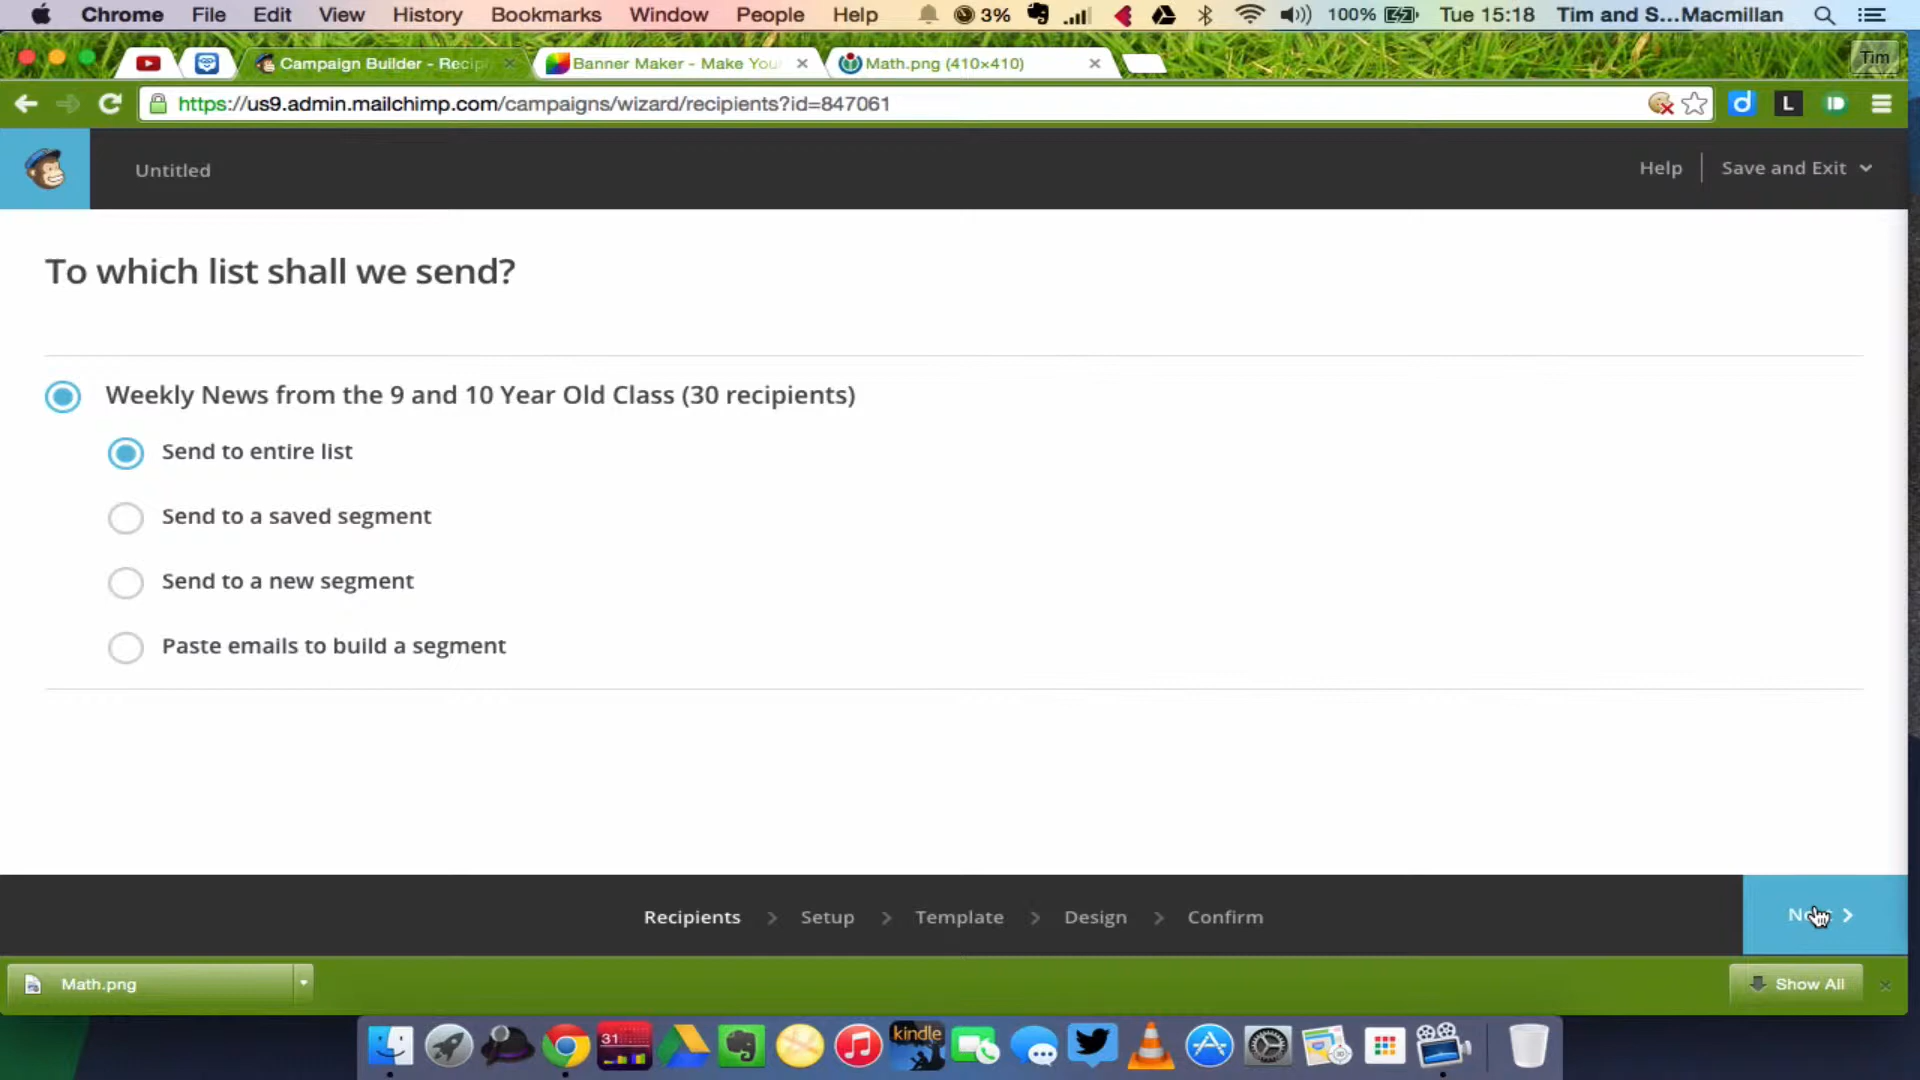 Chrome File Edit View History Bookmarks Window People Help 3% 100% Tue 15:18 Tim and S...Macmillan
Campaign Builder - Recip
Banner Maker - Make You
Math.png (410×410)
Tim
https://us9.admin.mailchimp.com/campaigns/wizard/recipients?id=847061
d L
Untitled
Help
Save and Exit
To which list shall we send?
Weekly News from the 9 and 10 Year Old Class (30 recipients)
Send to entire list
Send to a saved segment
Send to a new segment
Paste emails to build a segment
Recipients > Setup > Template > Design > Confirm
Math.png
Show All
31
kindle